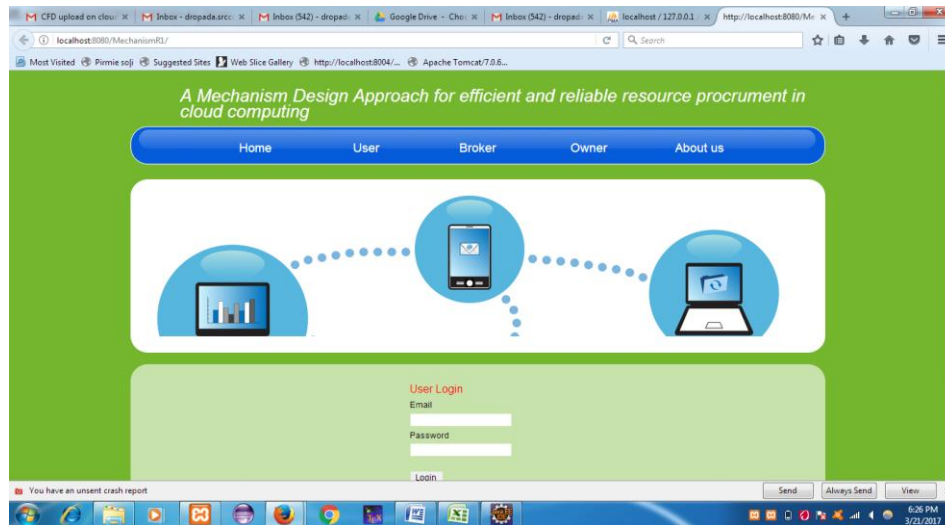 CFD upload on clou
Inbox - dropada.srcc
Inbox (542) - dropad
Google Drive - Cho
Inbox (542) - dropad
localhost / 127.0.0.1 /
http://localhost:8080/Me
localhost:8080/MechanismR1/
Search
Most Visited Pirmie soji Suggested Sites Web Slice Gallery http://localhost:8004/... Apache Tomcat/7.0.6...
A Mechanism Design Approach for efficient and reliable resource procrument in
cloud computing
Home User Broker Owner About us
User Login
Email
Password
Login
You have an unsent crash report
Send Always Send View
6:26 PM